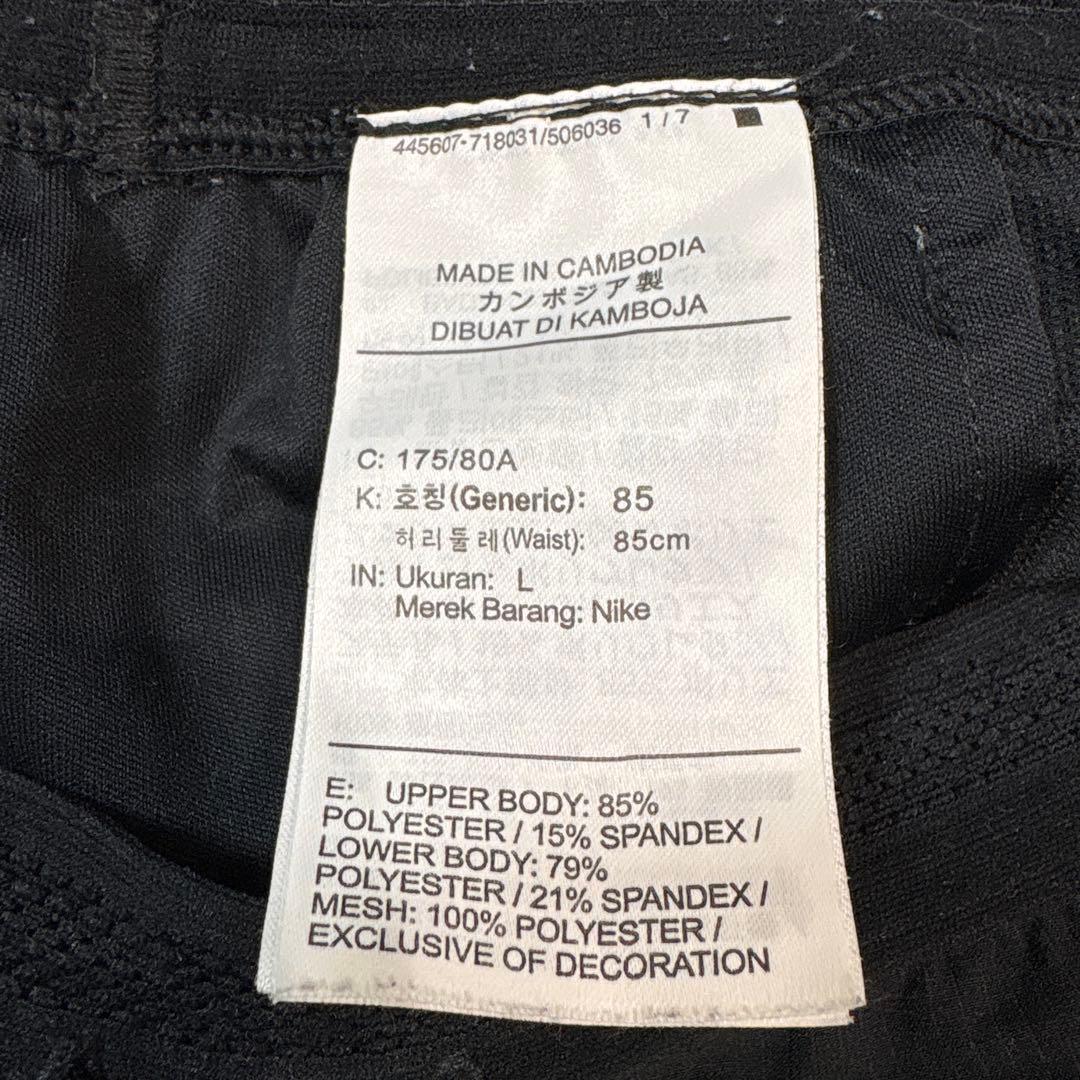 445607-718031/506036 1/7
MADE IN CAMBODIA
カンボジア製
DIBUAT DI KAMBOJA
C: 175/80A
K: 호칭(Generic): 85
허리둘레(Waist): 85cm
IN: Ukuran: L
Merek Barang: Nike
E: UPPER BODY: 85%
POLYESTER / 15% SPANDEX /
LOWER BODY: 79%
POLYESTER / 21% SPANDEX /
MESH: 100% POLYESTER /
EXCLUSIVE OF DECORATION